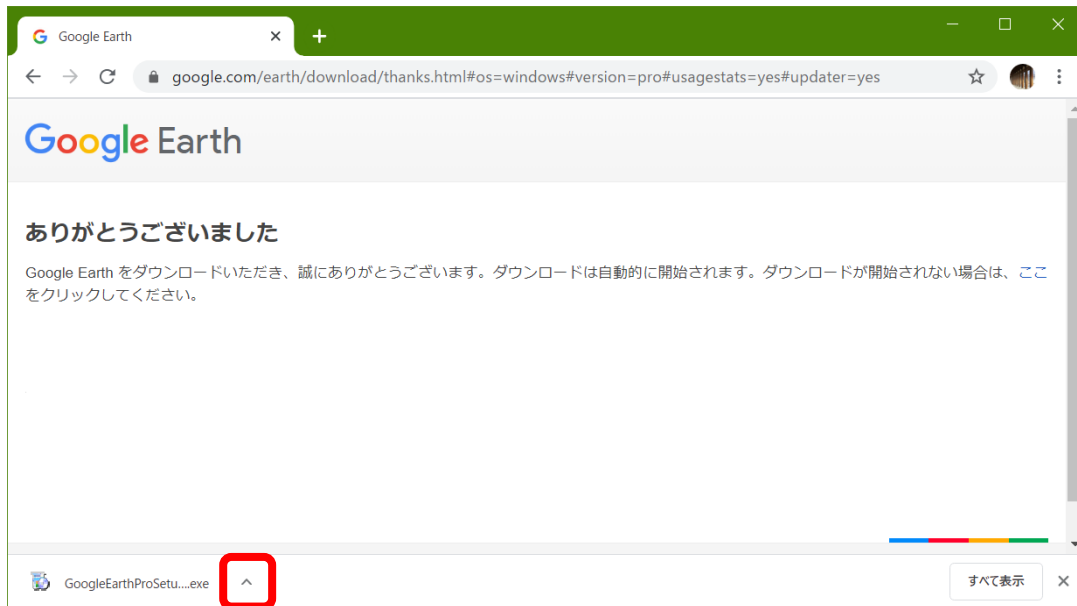 Google Earth
google.com/earth/download/thanks.html#os=windows#version=pro#usagestats=yes#updater=yes
Google Earth
ありがとうございました
Google Earth をダウンロードいただき、誠にありがとうございます。ダウンロードは自動的に開始されます。ダウンロードが開始されない場合は、ここ
をクリックしてください。
GoogleEarthProSetu....exe
すべて表示